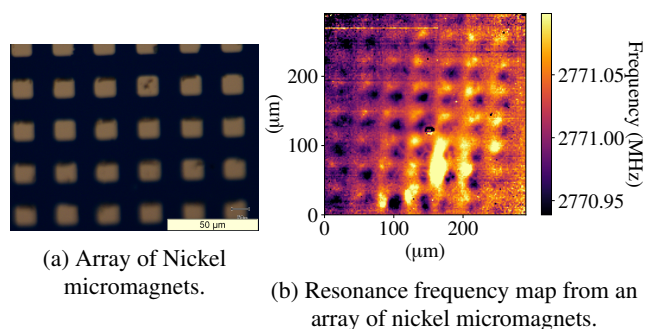 50 µm
(a) Array of Nickel
micromagnets.
200
100
0
(µm)
0
100
200
(µm)
2771.05
2771.00
2770.95
Frequency (MHz)
(b) Resonance frequency map from an
array of nickel micromagnets.